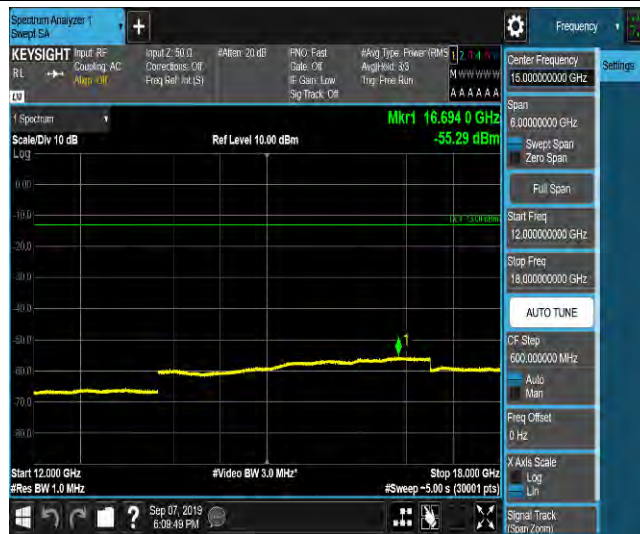 Spectrum Analyzer 1
Swept SA
Frequency
KEYSIGHT
RL
Input: RF
Coupling: AC
Align: Off
Input Z: 50 Ω
Corrections: Off
Freq Ref: Int (S)
#Atten: 20 dB
PNO: Fast
Gate: Off
IF Gain: Low
Sig Track: Off
#Avg Type: Power (RMS
Avg|Hold: 3/3
Trig: Free Run
M W W W W W
A A A A A A
1 Spectrum
Scale/Div 10 dB
Log
Ref Level 10.00 dBm
Mkr1 16.694 0 GHz
-55.29 dBm
0.00
-10.0
-20.0
-30.0
-40.0
-50.0
-60.0
-70.0
-80.0
1
Start 12.000 GHz
#Res BW 1.0 MHz
#Video BW 3.0 MHz*
Stop 18.000 GHz
#Sweep ~5.00 s (30001 pts)
Sep 07, 2019
6:09:49 PM
Center Frequency
15.000000000 GHz
Settings
Span
6.00000000 GHz
Swept Span
Zero Span
Full Span
Start Freq
12.000000000 GHz
Stop Freq
18.000000000 GHz
AUTO TUNE
CF Step
600.000000 MHz
Auto
Man
Freq Offset
0 Hz
X Axis Scale
Log
Lin
Signal Track
(Span Zoom)